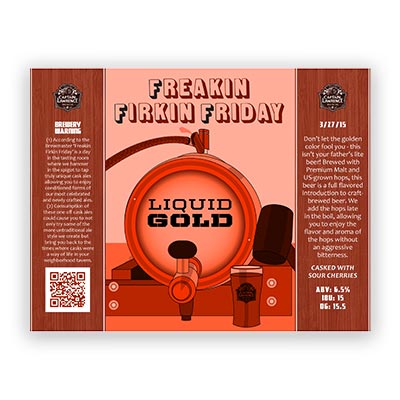 FREAKIN
FIRKIN FRIDAY
CAPTAIN
LAWRENCE
BREWERY
WARNING
(1) According to the
Brewmaster "Freakin
Firkin Friday" is a day
in the tasting room
where we hammer
in the spigot to tap
truly unique cask ales
allowing you to enjoy
conditioned forms of
our most celebrated
and newly crafted ales.
(2) Consumption of
these one off cask ales
could cause you to not
only try some of the
more untraditional ale
style we create but
bring you back to the
times where casks were
a way of life in your
neighborhood taverns.
LIQUID
GOLD
CAPTAIN
LAWRENCE
3/27/15
Don't let the golden
color fool you - this
isn't your father's lite
beer! Brewed with
Premium Malt and
US-grown hops, this
beer is a full flavored
introduction to craft
brewed beer. We
add the hops late
in the boil, allowing
you to enjoy the
flavor and aroma of
the hops without
an aggressive
bitterness.
CASKED WITH
SOUR CHERRIES
ABV: 6.5%
IBU: 15
OG: 15.5